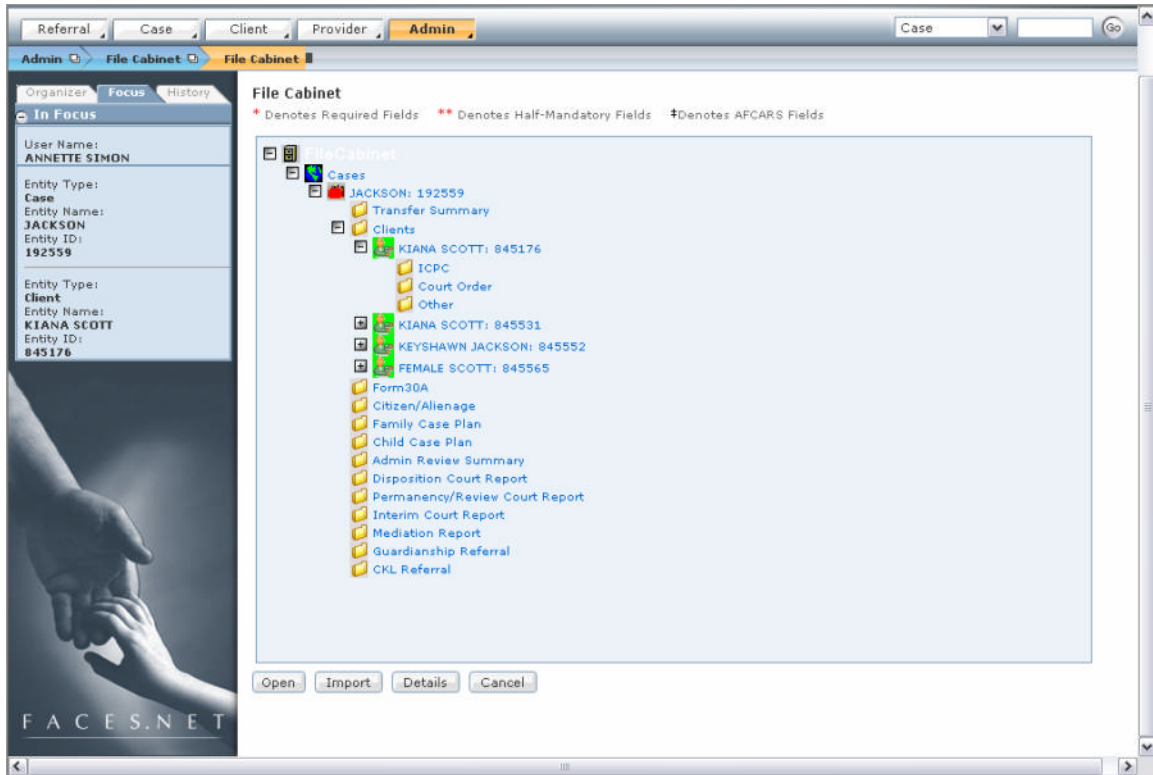 Referral Case Client Provider Admin Case Go
Admin File Cabinet File Cabinet
Organizer Focus History
In Focus
User Name:
ANNETTE SIMON
Entity Type:
Case
Entity Name:
JACKSON
Entity ID:
192559
Entity Type:
Client
Entity Name:
KIANA SCOTT
Entity ID:
845176
FACES.NET
File Cabinet
* Denotes Required Fields ** Denotes Half-Mandatory Fields ‡Denotes AFCARS Fields
FileCabinet
Cases
JACKSON: 192559
Transfer Summary
Clients
KIANA SCOTT: 845176
ICPC
Court Order
Other
KIANA SCOTT: 845531
KEYSHAWN JACKSON: 845552
FEMALE SCOTT: 845565
Form30A
Citizen/Alienage
Family Case Plan
Child Case Plan
Admin Review Summary
Disposition Court Report
Permanency/Review Court Report
Interim Court Report
Mediation Report
Guardianship Referral
CKL Referral
Open Import Details Cancel